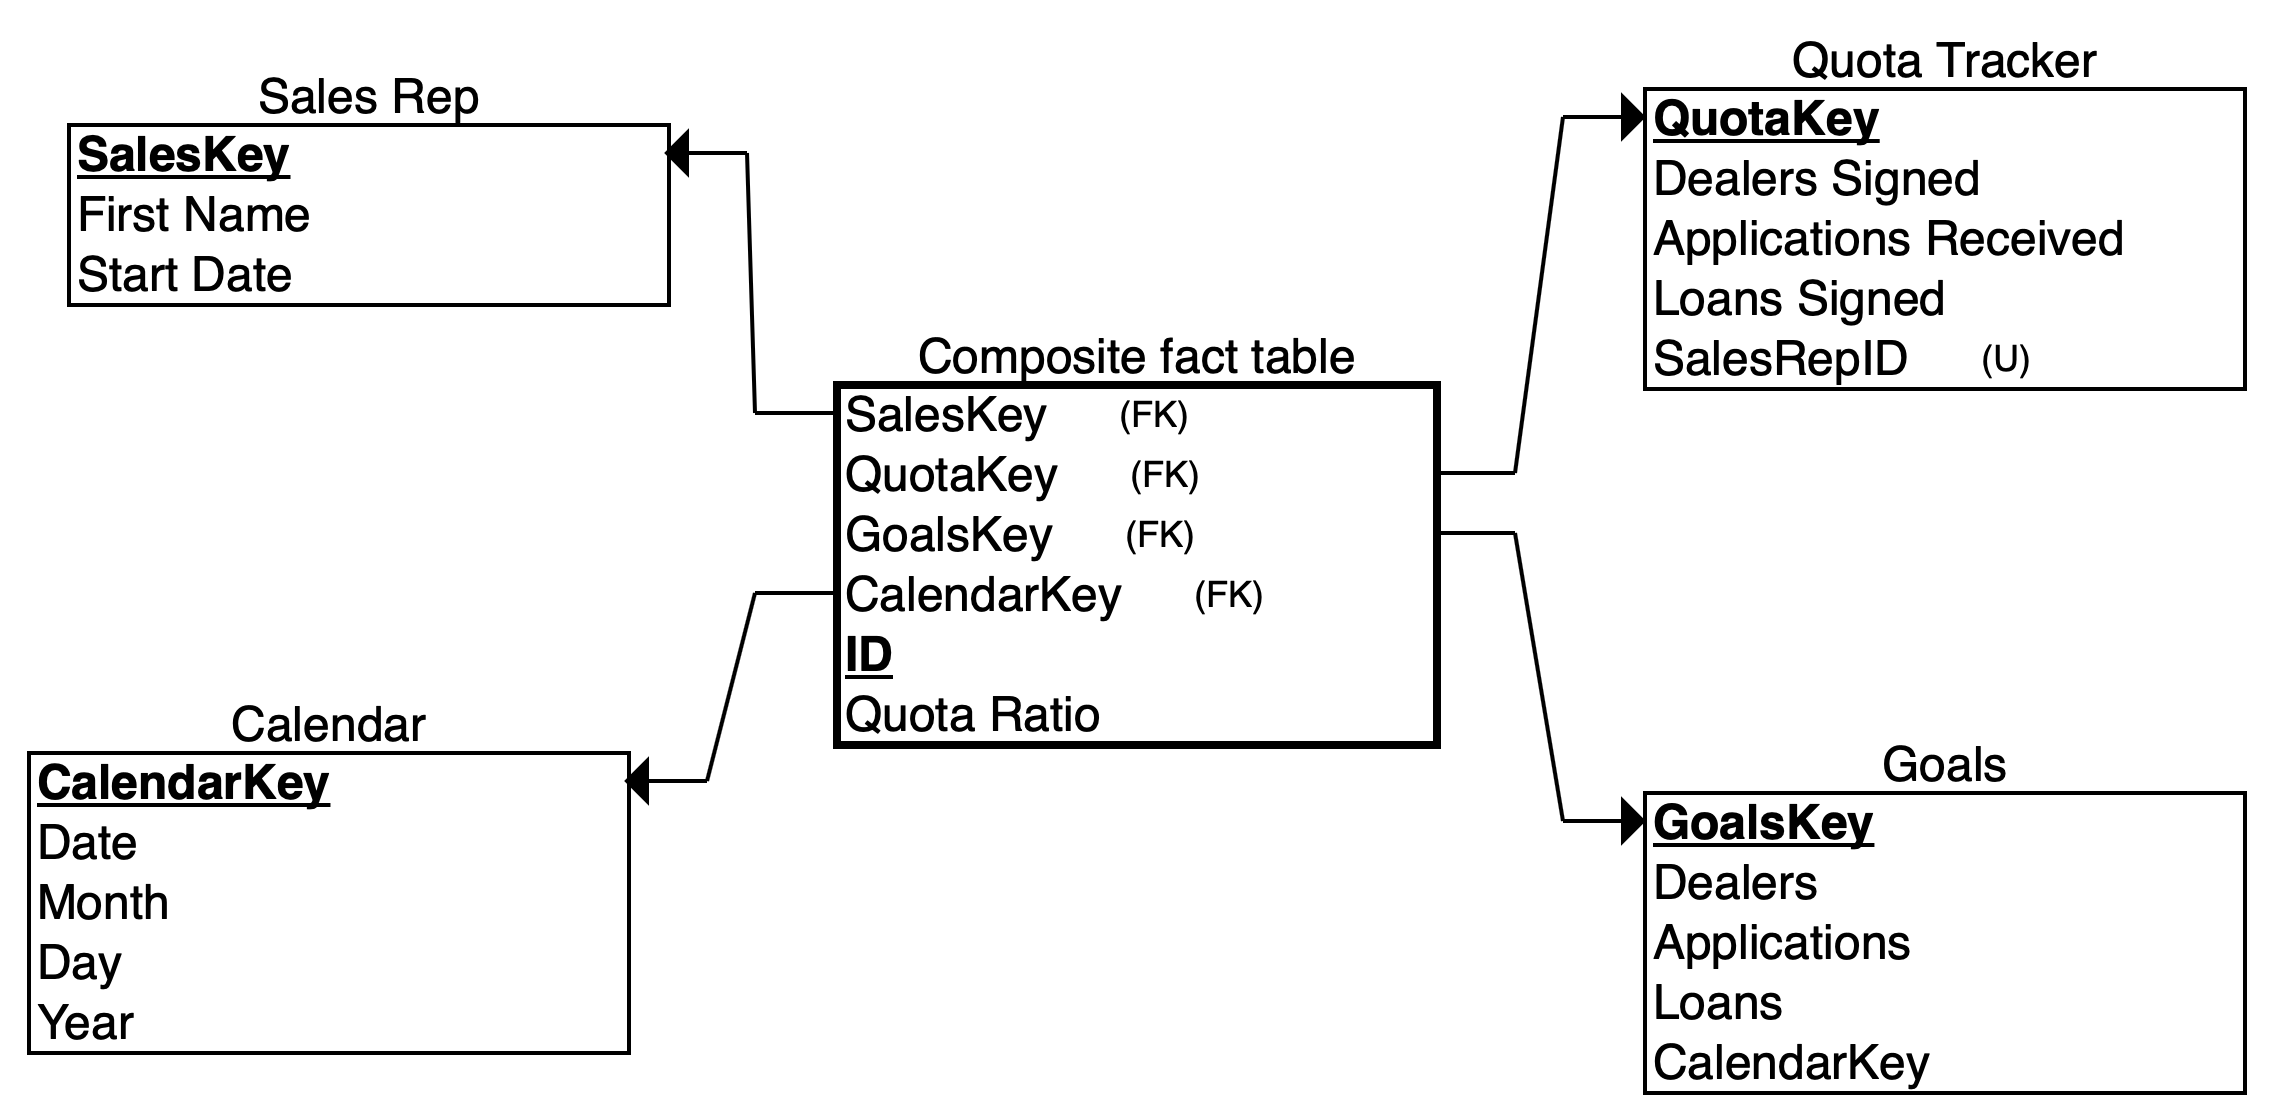 Sales Rep
SalesKey
First Name
Start Date
Quota Tracker
QuotaKey
Dealers Signed
Applications Received
Loans Signed
SalesRepID (U)
Composite fact table
SalesKey (FK)
QuotaKey (FK)
GoalsKey (FK)
CalendarKey (FK)
ID
Quota Ratio
Calendar
CalendarKey
Date
Month
Day
Year
Goals
GoalsKey
Dealers
Applications
Loans
CalendarKey